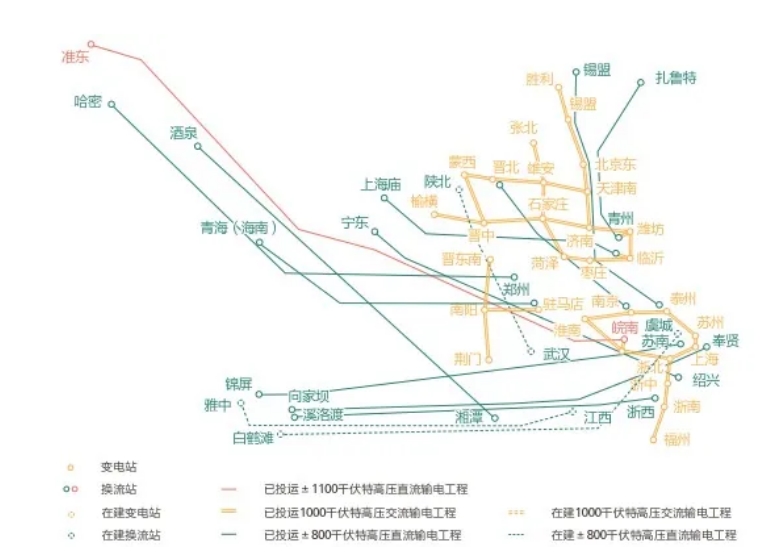 准东
锡盟
扎鲁特
胜利
哈密
锡盟
张北
酒泉
蒙西
晋北
雄安
北京东
上海庙
陕北
天津南
榆横
石家庄
青海（海南）
宁东
青州
潍坊
晋中
济南
晋东南
菏泽
枣庄
临沂
郑州
南阳
驻马店
南京
泰州
淮南
皖南
虞城
苏州
苏南
奉贤
荆门
武汉
浙北
上海
锦屏
向家坝
浙中
绍兴
雅中
溪洛渡
湘潭
江西
浙西
浙南
白鹤滩
福州
变电站
换流站
已投运±1100千伏特高压直流输电工程
在建变电站
已投运1000千伏特高压交流输电工程
在建1000千伏特高压交流输电工程
在建换流站
已投运±800千伏特高压直流输电工程
在建±800千伏特高压直流输电工程